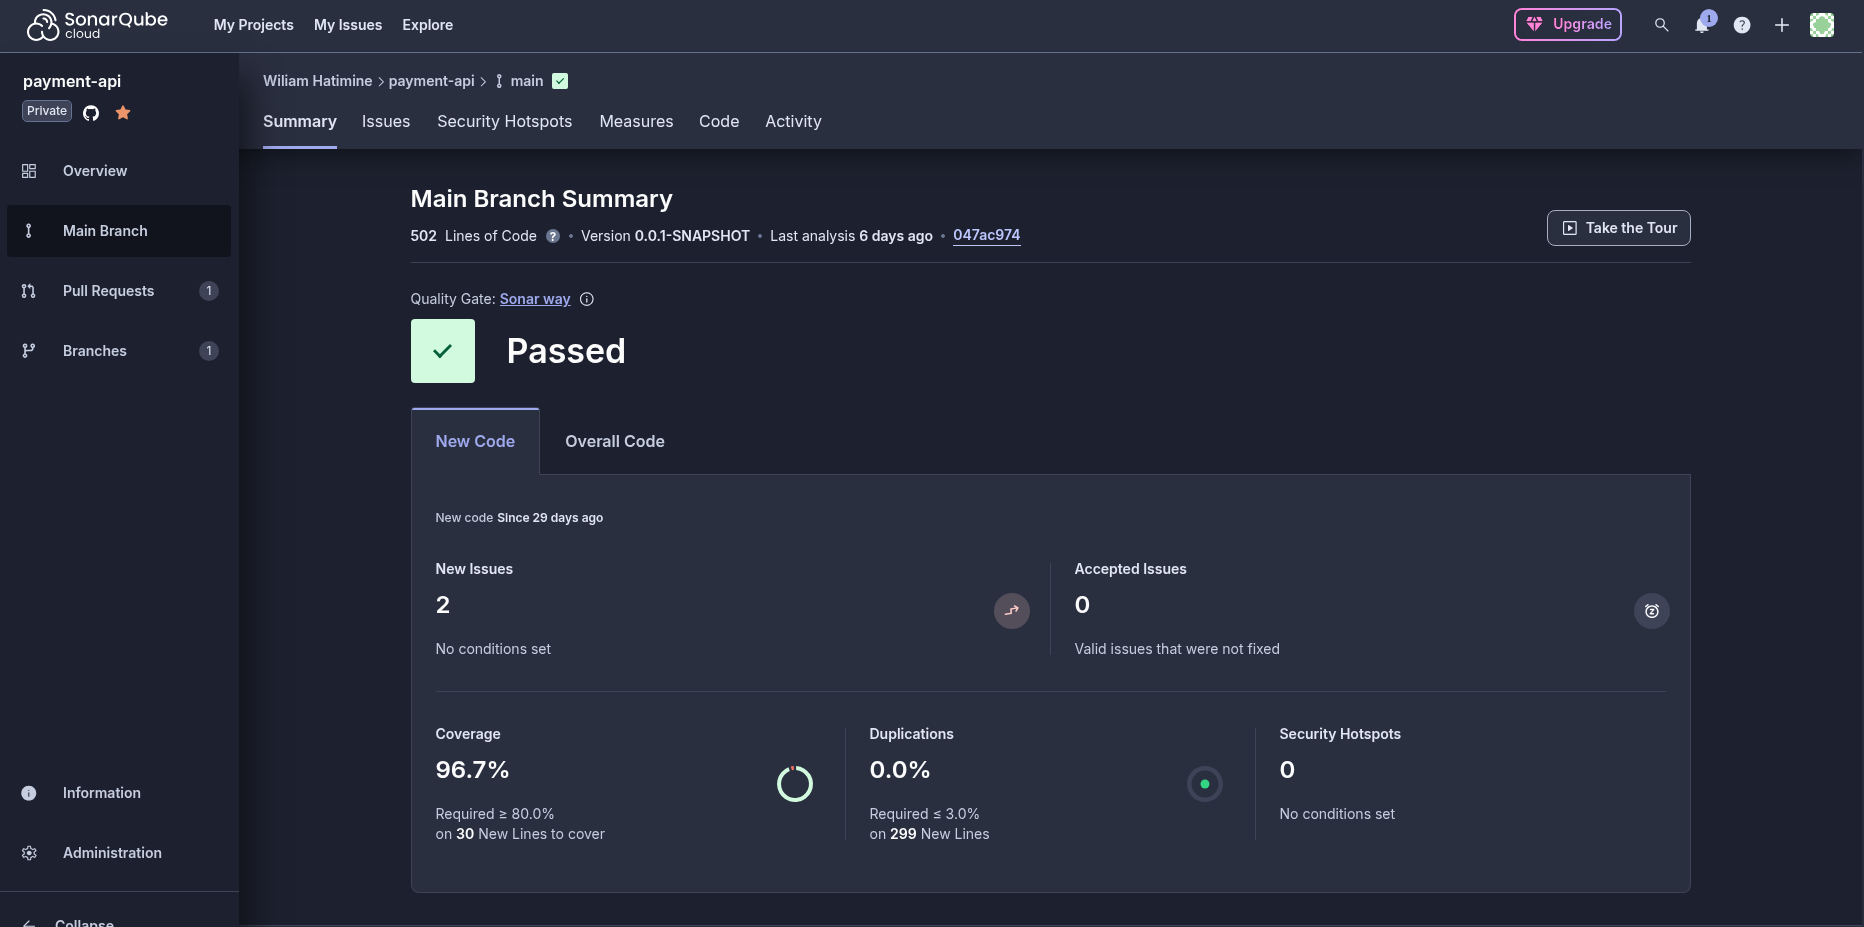 SonarQube cloud
My Projects My Issues Explore
Upgrade
1
payment-api
Private
Overview
Main Branch
Pull Requests 1
Branches 1
Information
Administration
Collapse
Wiliam Hatimine > payment-api > main
Summary Issues Security Hotspots Measures Code Activity
Main Branch Summary
502 Lines of Code ? • Version 0.0.1-SNAPSHOT • Last analysis 6 days ago • 047ac974
Take the Tour
Quality Gate: Sonar way
Passed
New Code Overall Code
New code Since 29 days ago
New Issues
2
No conditions set
Accepted Issues
0
Valid issues that were not fixed
Coverage
96.7%
Required ≥ 80.0%
on 30 New Lines to cover
Duplications
0.0%
Required ≤ 3.0%
on 299 New Lines
Security Hotspots
0
No conditions set